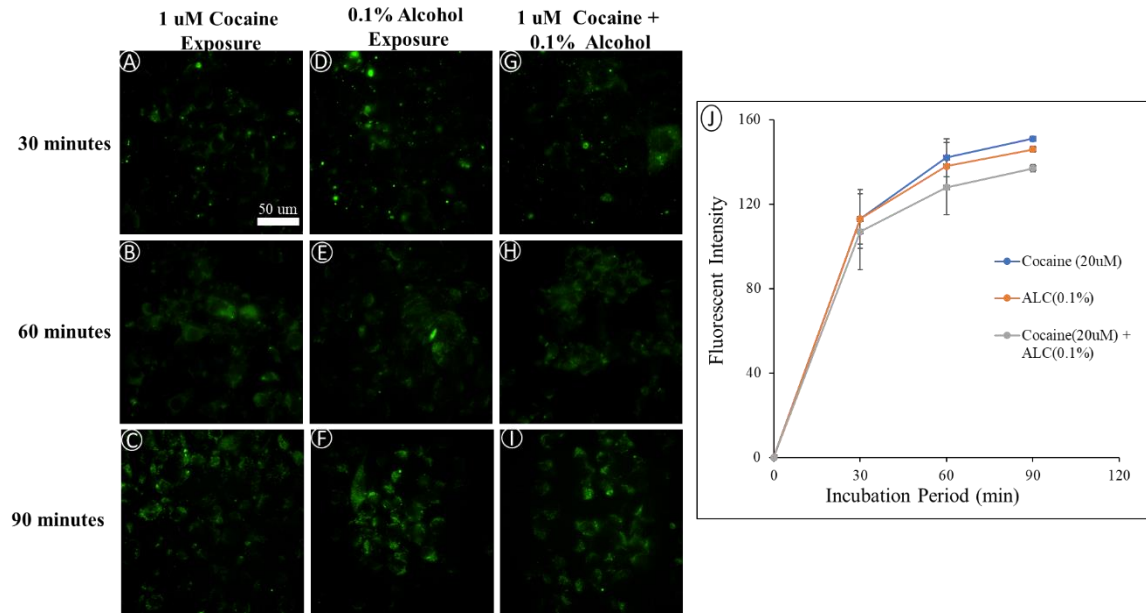 1 uM Cocaine
Exposure
0.1% Alcohol
Exposure
1 uM Cocaine +
0.1% Alcohol
30 minutes
60 minutes
90 minutes
A
D
G
50 um
B
E
H
C
F
I
J
160
120
80
40
0
0
30
60
90
120
Fluorescent Intensity
Incubation Period (min)
Cocaine (20uM)
ALC(0.1%)
Cocaine(20uM) +
ALC(0.1%)